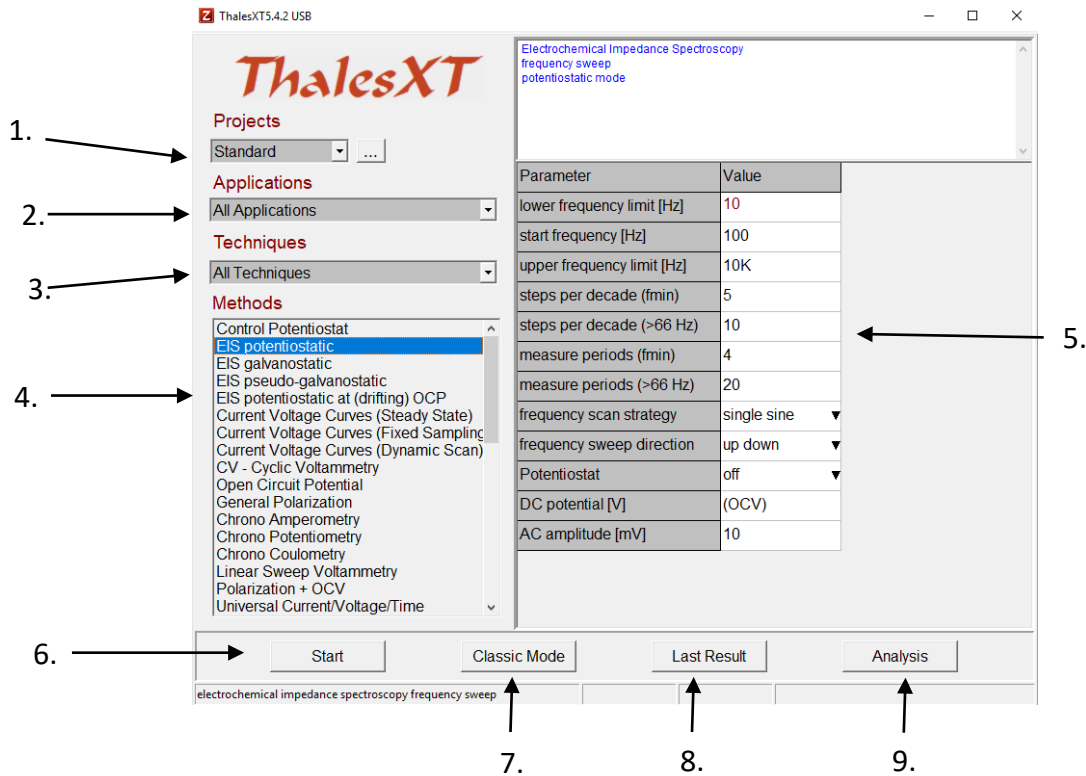 ThalesXT5.4.2 USB
ThalesXT
Projects
1.
Standard
...
Applications
2.
All Applications
Techniques
3.
All Techniques
Methods
4.
Control Potentiostat
EIS potentiostatic
EIS galvanostatic
EIS pseudo-galvanostatic
EIS potentiostatic at (drifting) OCP
Current Voltage Curves (Steady State)
Current Voltage Curves (Fixed Sampling
Current Voltage Curves (Dynamic Scan)
CV - Cyclic Voltammetry
Open Circuit Potential
General Polarization
Chrono Amperometry
Chrono Potentiometry
Chrono Coulometry
Linear Sweep Voltammetry
Polarization + OCV
Universal Current/Voltage/Time
Electrochemical Impedance Spectroscopy
frequency sweep
potentiostatic mode
Parameter Value
lower frequency limit [Hz] 10
start frequency [Hz] 100
upper frequency limit [Hz] 10K
steps per decade (fmin) 5
steps per decade (>66 Hz) 10
measure periods (fmin) 4
measure periods (>66 Hz) 20
frequency scan strategy single sine
frequency sweep direction up down
Potentiostat off
DC potential [V] (OCV)
AC amplitude [mV] 10
5.
6.
Start Classic Mode Last Result Analysis
electrochemical impedance spectroscopy frequency sweep
7. 8. 9.